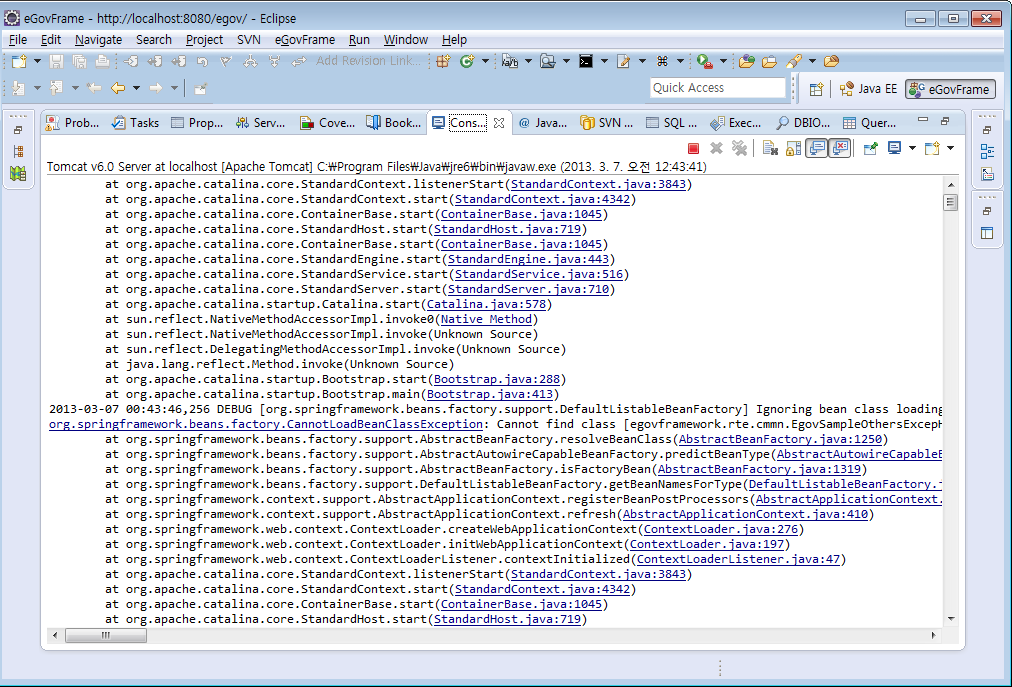 eGovFrame - http://localhost:8080/egov/ - Eclipse
File Edit Navigate Search Project SVN eGovFrame Run Window Help
Add Revision Link...
Quick Access Java EE eGovFrame
Prob... Tasks Prop... Serv... Cove... Book... Cons... Java... SVN ... SQL ... Exec... DBIO... Quer...
Tomcat v6.0 Server at localhost [Apache Tomcat] C:₩Program Files₩Java₩jre6₩bin₩javaw.exe (2013. 3. 7. 오전 12:43:41)
at org.apache.catalina.core.StandardContext.listenerStart(StandardContext.java:3843)
at org.apache.catalina.core.StandardContext.start(StandardContext.java:4342)
at org.apache.catalina.core.ContainerBase.start(ContainerBase.java:1045)
at org.apache.catalina.core.StandardHost.start(StandardHost.java:719)
at org.apache.catalina.core.ContainerBase.start(ContainerBase.java:1045)
at org.apache.catalina.core.StandardEngine.start(StandardEngine.java:443)
at org.apache.catalina.core.StandardService.start(StandardService.java:516)
at org.apache.catalina.core.StandardServer.start(StandardServer.java:710)
at org.apache.catalina.startup.Catalina.start(Catalina.java:578)
at sun.reflect.NativeMethodAccessorImpl.invoke0(Native Method)
at sun.reflect.NativeMethodAccessorImpl.invoke(Unknown Source)
at sun.reflect.DelegatingMethodAccessorImpl.invoke(Unknown Source)
at java.lang.reflect.Method.invoke(Unknown Source)
at org.apache.catalina.startup.Bootstrap.start(Bootstrap.java:288)
at org.apache.catalina.startup.Bootstrap.main(Bootstrap.java:413)
2013-03-07 00:43:46,256 DEBUG [org.springframework.beans.factory.support.DefaultListableBeanFactory] Ignoring bean class loading
org.springframework.beans.factory.CannotLoadBeanClassException: Cannot find class [egovframework.rte.cmmn.EgovSampleOthersExcep
at org.springframework.beans.factory.support.AbstractBeanFactory.resolveBeanClass(AbstractBeanFactory.java:1250)
at org.springframework.beans.factory.support.AbstractAutowireCapableBeanFactory.predictBeanType(AbstractAutowireCapableB
at org.springframework.beans.factory.support.AbstractBeanFactory.isFactoryBean(AbstractBeanFactory.java:1319)
at org.springframework.beans.factory.support.DefaultListableBeanFactory.getBeanNamesForType(DefaultListableBeanFactory.j
at org.springframework.context.support.AbstractApplicationContext.registerBeanPostProcessors(AbstractApplicationContext.
at org.springframework.context.support.AbstractApplicationContext.refresh(AbstractApplicationContext.java:410)
at org.springframework.web.context.ContextLoader.createWebApplicationContext(ContextLoader.java:276)
at org.springframework.web.context.ContextLoader.initWebApplicationContext(ContextLoader.java:197)
at org.springframework.web.context.ContextLoaderListener.contextInitialized(ContextLoaderListener.java:47)
at org.apache.catalina.core.StandardContext.listenerStart(StandardContext.java:3843)
at org.apache.catalina.core.StandardContext.start(StandardContext.java:4342)
at org.apache.catalina.core.ContainerBase.start(ContainerBase.java:1045)
at org.apache.catalina.core.StandardHost.start(StandardHost.java:719)